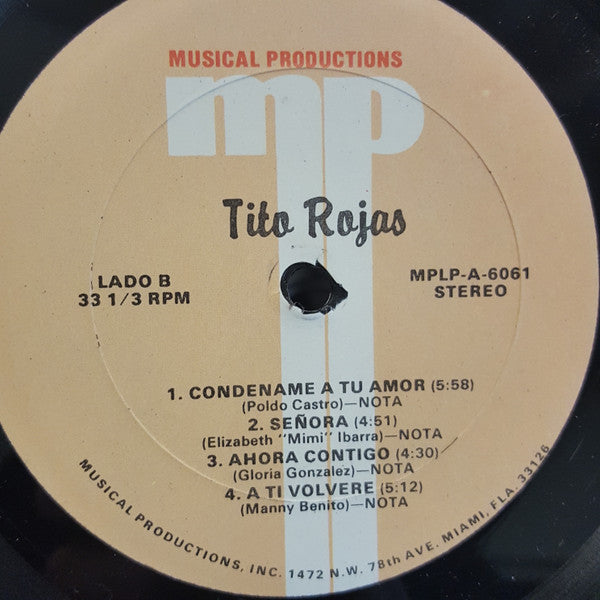 MUSICAL PRODUCTIONS
mp
Tito Rojas
LADO B
33 1/3 RPM
MPLP-A-6061
STEREO
1. CONDENAME A TU AMOR (5:58)
(Poldo Castro)—NOTA
2. SEÑORA (4:51)
(Elizabeth "Mimi" Ibarra)—NOTA
3. AHORA CONTIGO (4:30)
(Gloria Gonzalez)—NOTA
4. A TI VOLVERE (5:12)
(Manny Benito)—NOTA
MUSICAL PRODUCTIONS, INC. 1472 N.W. 78th AVE. MIAMI, FLA. 33126